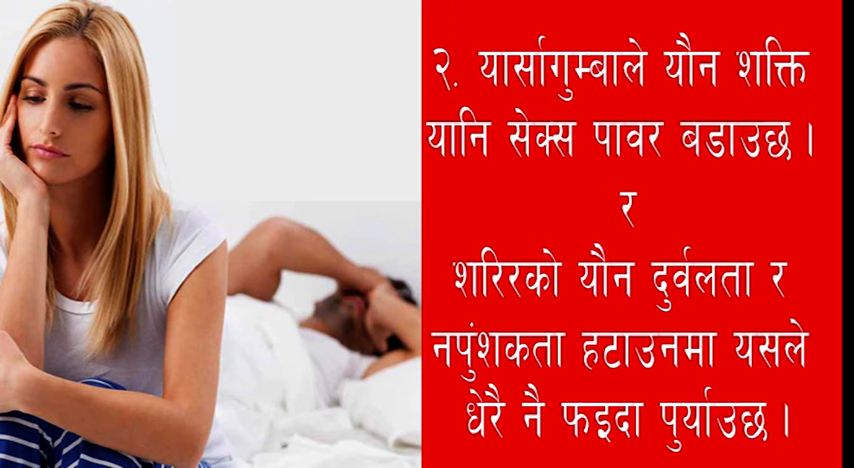 २. यार्सागुम्बाले यौन शक्ति
यानि सेक्स पावर बडाउछ ।
र
शरिरको यौन दुर्वलता र
नपुंशकता हटाउनमा यसले
धेरै नै फइदा पुर्याउछ ।